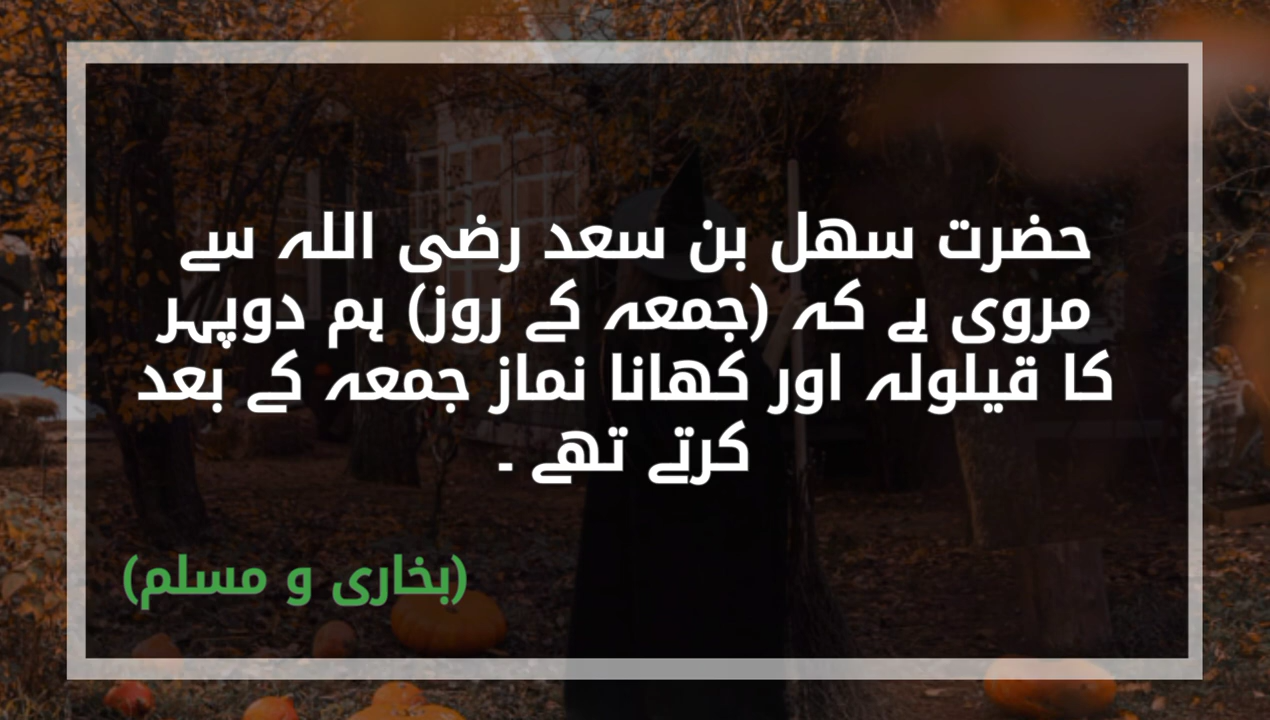 حضرت سھل بن سعد رضی اللہ سے
مروی ہے کہ (جمعہ کے روز) ہم دوپہر
کا قیلولہ اور کھانا نماز جمعہ کے بعد
کرتے تھے ۔
(بخاری و مسلم)